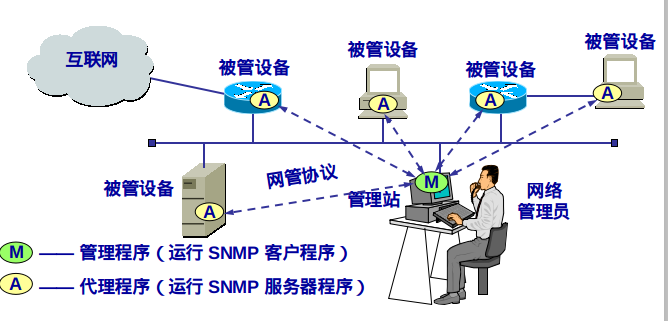 互联网
被管设备
被管设备
被管设备
被管设备
A
A
A
A
被管设备
A
网管协议
管理站
M
网络
管理员
M —— 管理程序（运行 SNMP 客户程序）
A —— 代理程序（运行 SNMP 服务器程序）